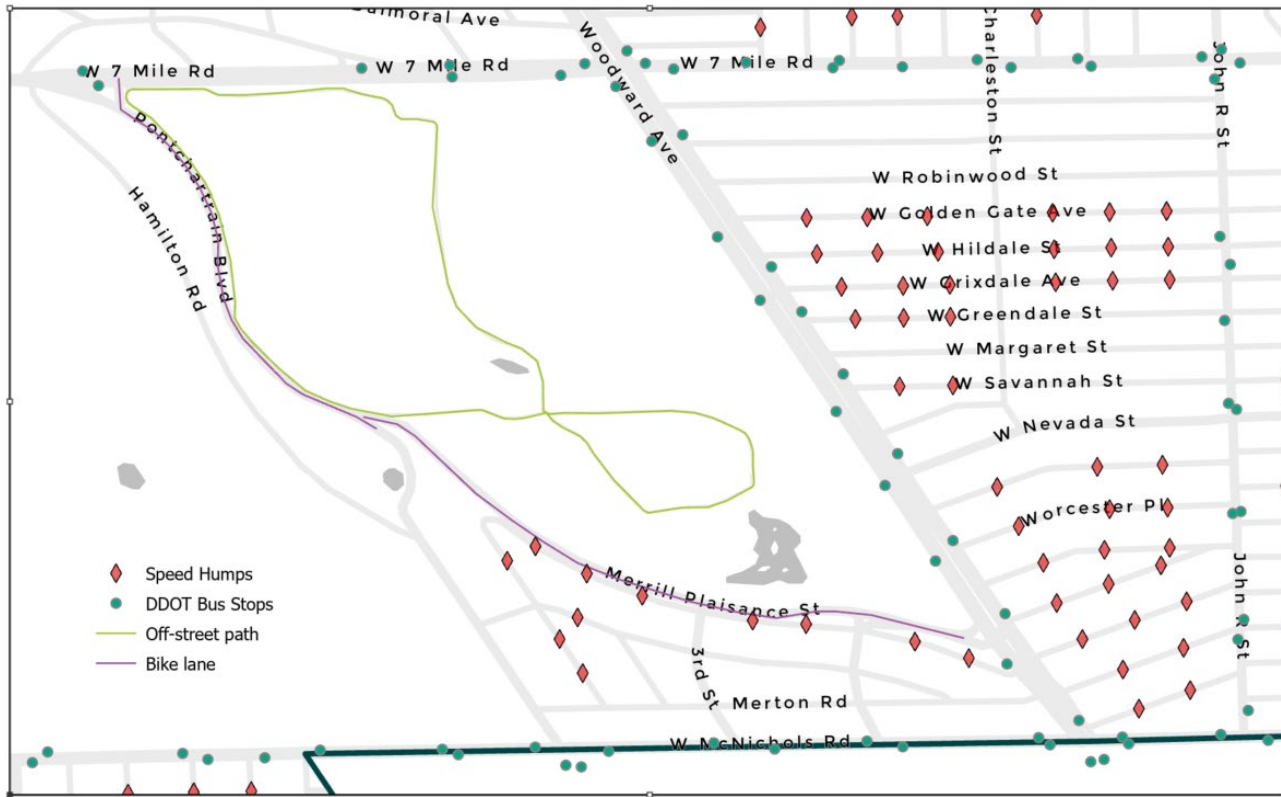 Balmoral Ave
W 7 Mile Rd
W 7 Mile Rd
W 7 Mile Rd
Woodward Ave
Charleston St
John R St
Pontchartrain Blvd
Hamilton Rd
W Robinwood St
W Golden Gate Ave
W Hildale St
W Grixdale Ave
W Greendale St
W Margaret St
W Savannah St
W Nevada St
Worcester Pl
John R St
Merrill Plaisance St
3rd St
Merton Rd
W McNichols Rd
Speed Humps
DDOT Bus Stops
Off-street path
Bike lane